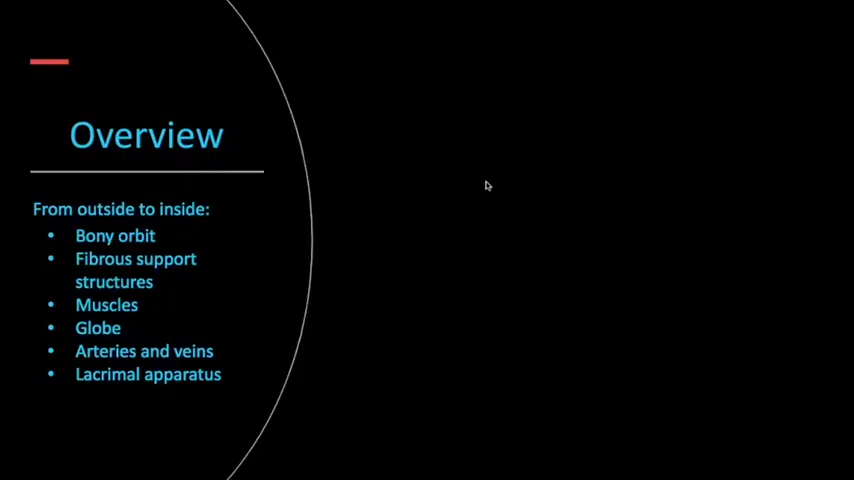 Overview
From outside to inside:
• Bony orbit
• Fibrous support
structures
• Muscles
• Globe
• Arteries and veins
• Lacrimal apparatus